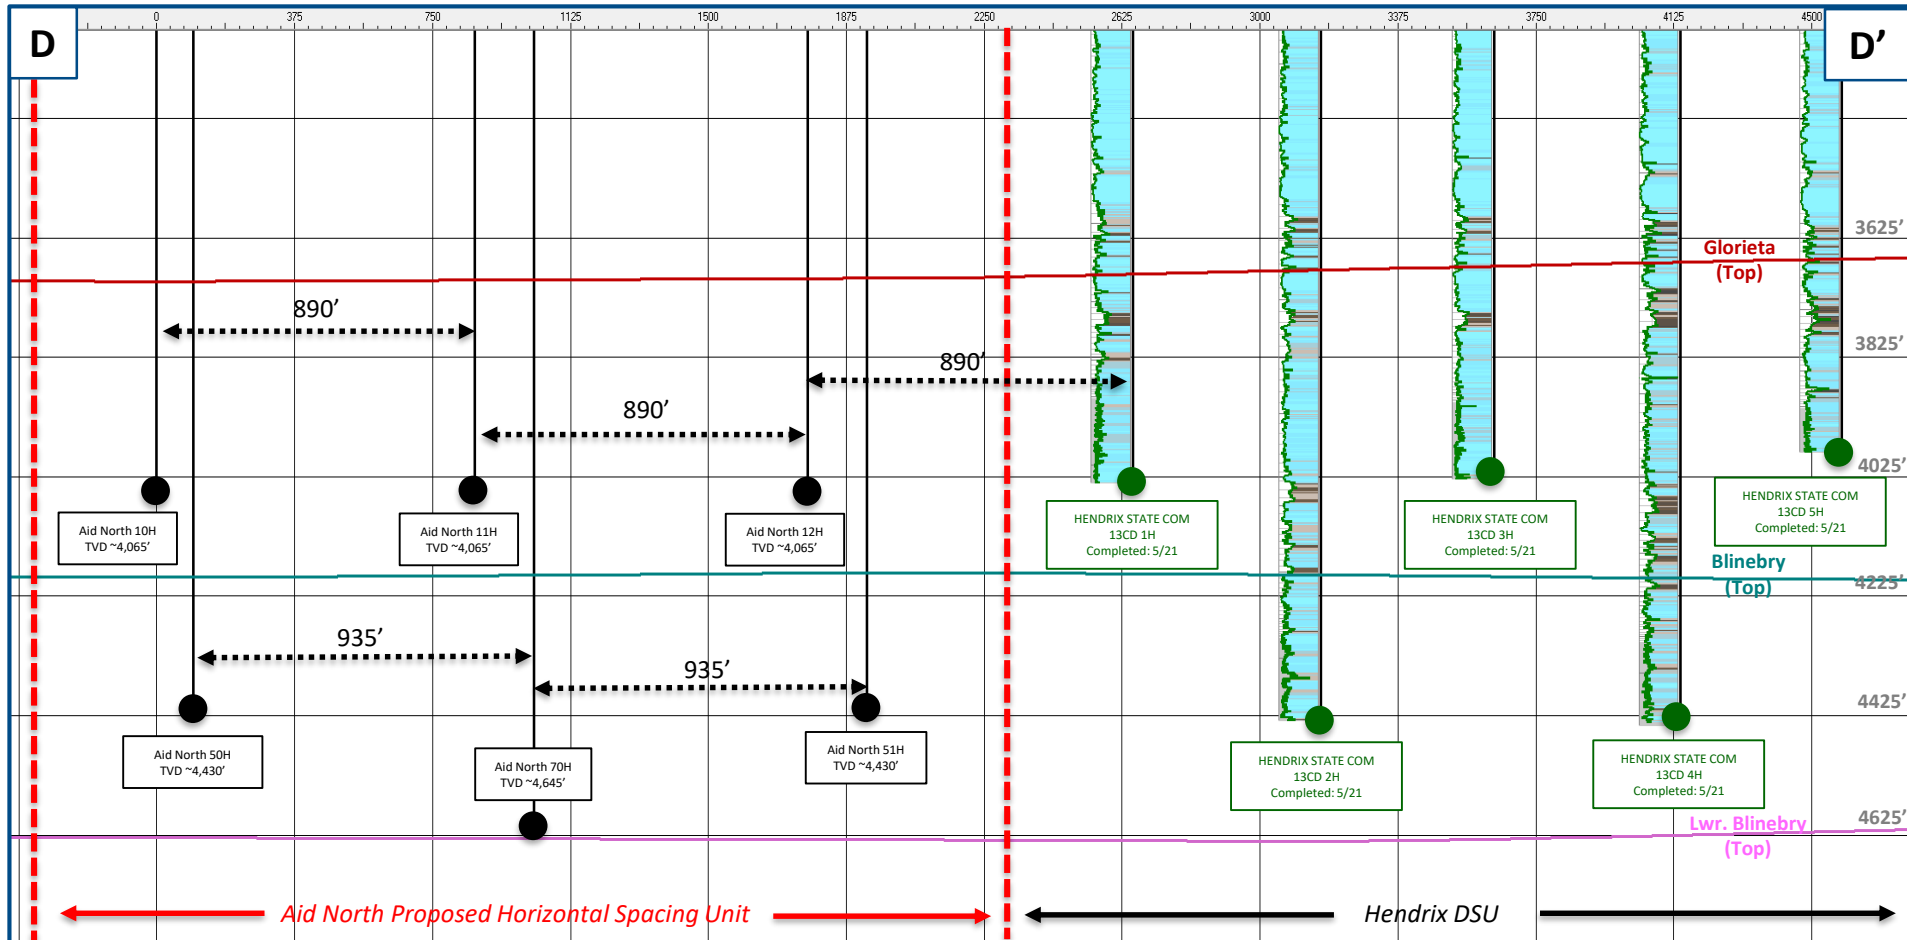 D
0 375 750 1125 1500 1875 2250 2625 3000 3375 3750 4125 4500
D’
3625’
Glorieta
(Top)
890’
3825’
890’
890’
4025’
Aid North 10H
TVD ~4,065’
Aid North 11H
TVD ~4,065’
Aid North 12H
TVD ~4,065’
HENDRIX STATE COM
13CD 1H
Completed: 5/21
HENDRIX STATE COM
13CD 3H
Completed: 5/21
HENDRIX STATE COM
13CD 5H
Completed: 5/21
Blinebry
(Top)
4225’
935’
935’
4425’
Aid North 50H
TVD ~4,430’
Aid North 70H
TVD ~4,645’
Aid North 51H
TVD ~4,430’
HENDRIX STATE COM
13CD 2H
Completed: 5/21
HENDRIX STATE COM
13CD 4H
Completed: 5/21
4625’
Lwr. Blinebry
(Top)
Aid North Proposed Horizontal Spacing Unit
Hendrix DSU